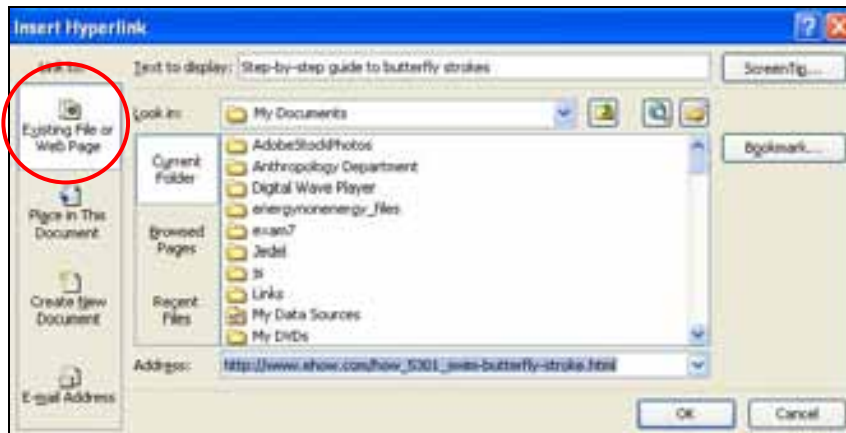 Insert Hyperlink
Link to:
Text to display: Step-by-step guide to butterfly strokes
ScreenTip...
Existing File or
Web Page
Look in: My Documents
Bookmark...
Current
Folder
AdobeStockPhotos
Anthropology Department
Digital Wave Player
energynonenergy_files
exam7
Jedel
Links
My Data Sources
My DVDs
Place in This
Document
Browsed
Pages
Create New
Document
Recent
Files
E-mail Address
Address: http://www.ehow.com/how_5301_swim-butterfly-stroke.html
OK
Cancel